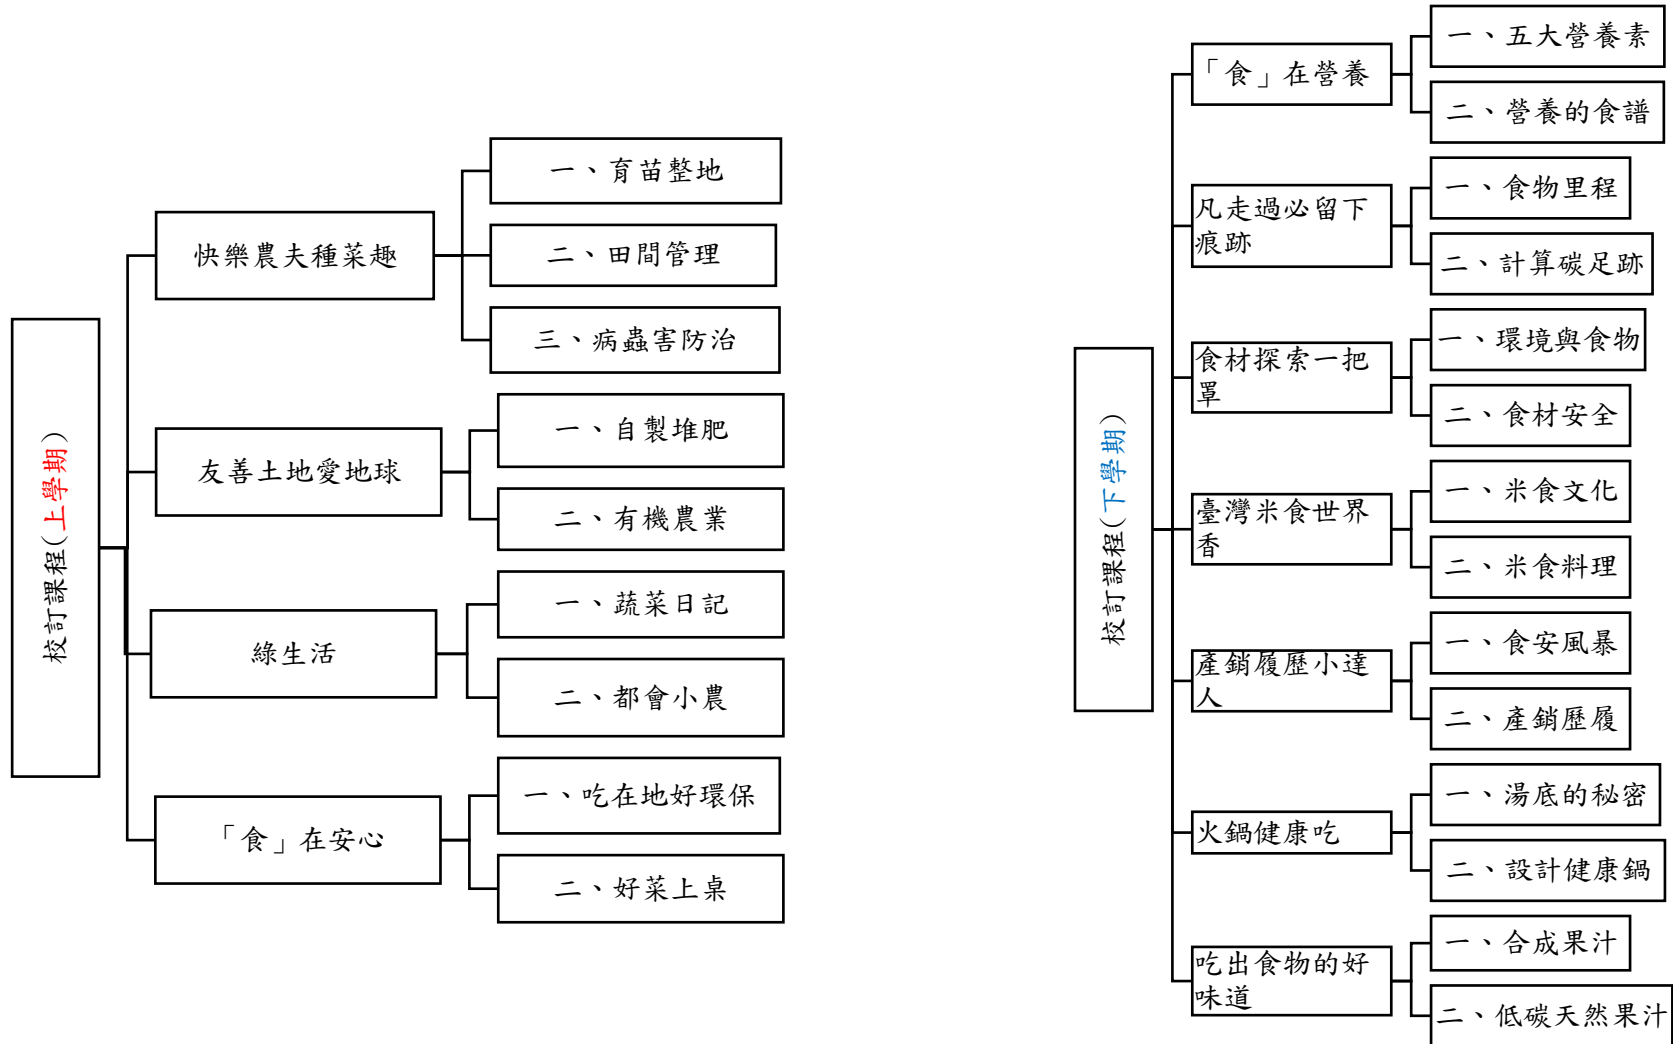 校訂課程(上學期)
快樂農夫種菜趣
一、育苗整地
二、田間管理
三、病蟲害防治
友善土地愛地球
一、自製堆肥
二、有機農業
綠生活
一、蔬菜日記
二、都會小農
「食」在安心
一、吃在地好環保
二、好菜上桌
校訂課程(下學期)
「食」在營養
一、五大營養素
二、營養的食譜
凡走過必留下
痕跡
一、食物里程
二、計算碳足跡
食材探索一把
罩
一、環境與食物
二、食材安全
臺灣米食世界
香
一、米食文化
二、米食料理
產銷履歷小達
人
一、食安風暴
二、產銷歷履
火鍋健康吃
一、湯底的秘密
二、設計健康鍋
吃出食物的好
味道
一、合成果汁
二、低碳天然果汁